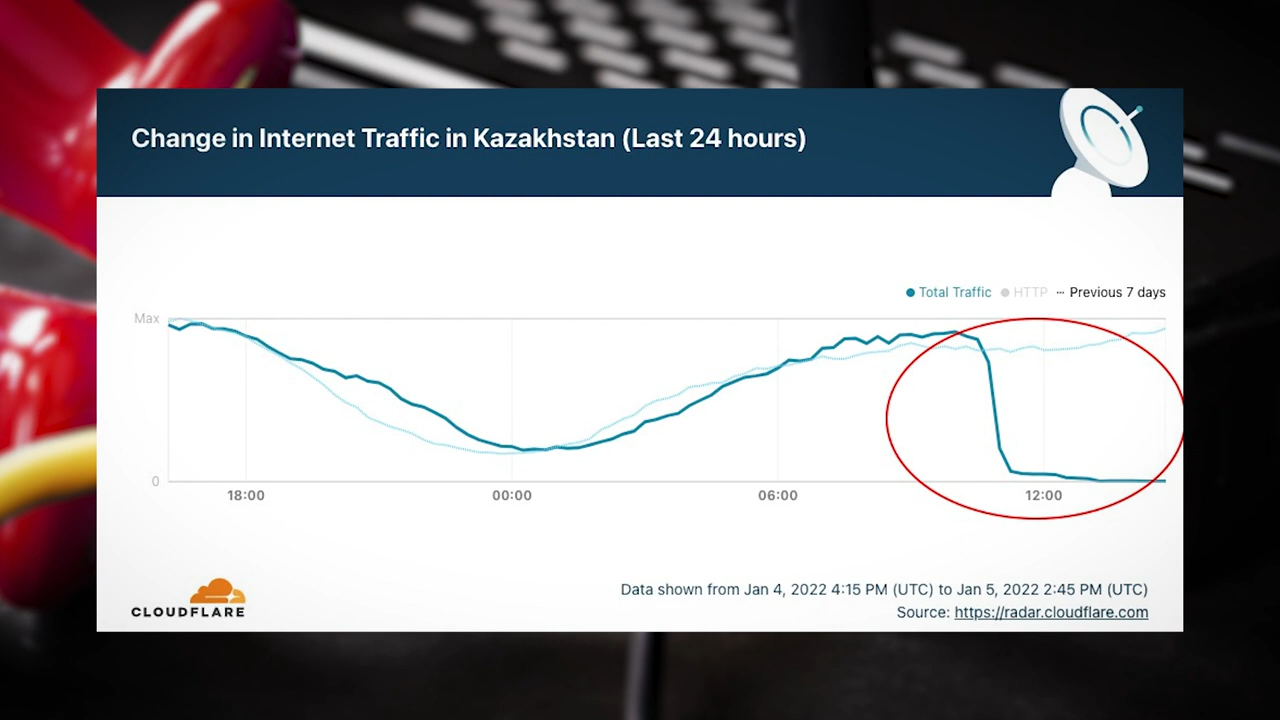 Change in Internet Traffic in Kazakhstan (Last 24 hours)
Total Traffic HTTP Previous 7 days
Max
0
18:00 00:00 06:00 12:00
CLOUDFLARE
Data shown from Jan 4, 2022 4:15 PM (UTC) to Jan 5, 2022 2:45 PM (UTC)
Source: https://radar.cloudflare.com